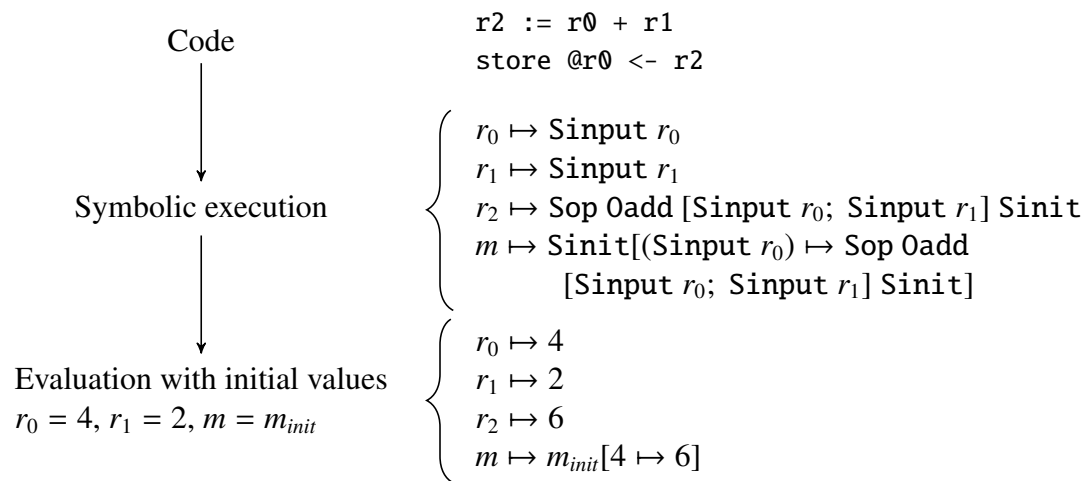 Code
r2 := r0 + r1
store @r0 <- r2
Symbolic execution
r₀ ↦ Sinput r₀
r₁ ↦ Sinput r₁
r₂ ↦ Sop Oadd [Sinput r₀; Sinput r₁] Sinit
m ↦ Sinit[(Sinput r₀) ↦ Sop Oadd
[Sinput r₀; Sinput r₁] Sinit]
Evaluation with initial values
r₀ = 4, r₁ = 2, m = m_init
r₀ ↦ 4
r₁ ↦ 2
r₂ ↦ 6
m ↦ m_init[4 ↦ 6]